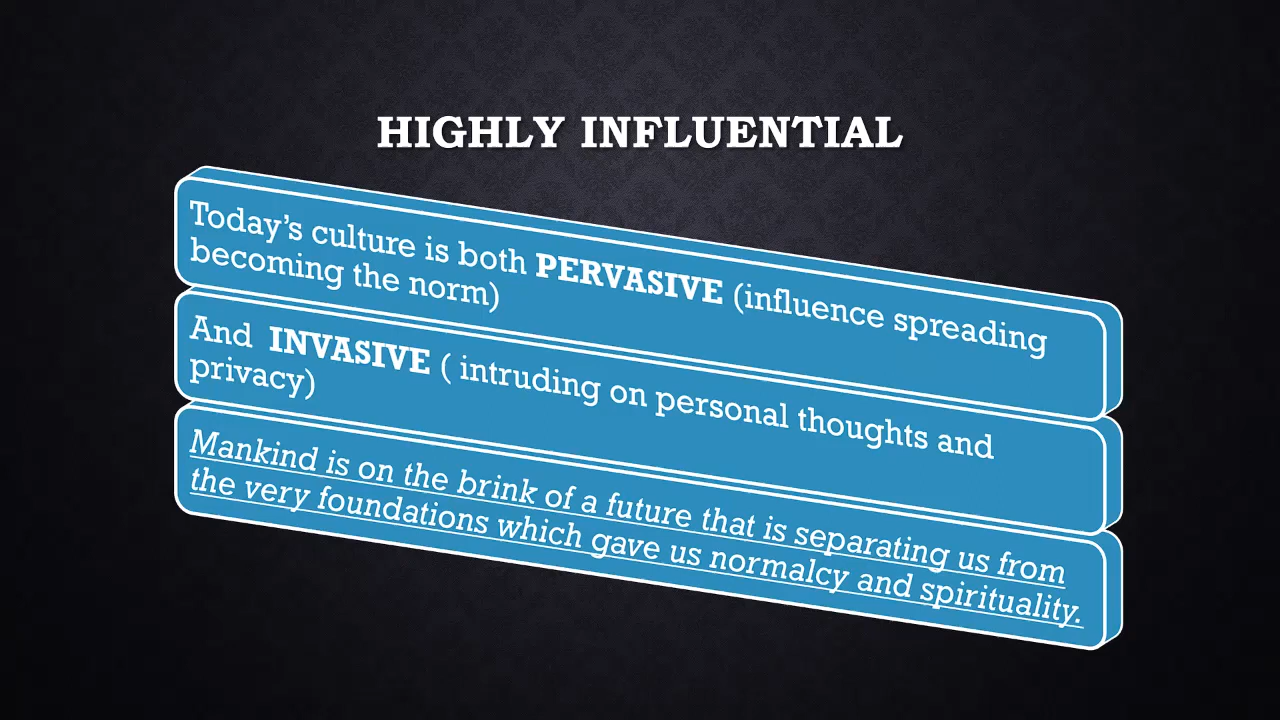 HIGHLY INFLUENTIAL
Today’s culture is both PERVASIVE (influence spreading
becoming the norm)
And  INVASIVE ( intruding on personal thoughts and
privacy)
Mankind is on the brink of a future that is separating us from
the very foundations which gave us normalcy and spirituality.